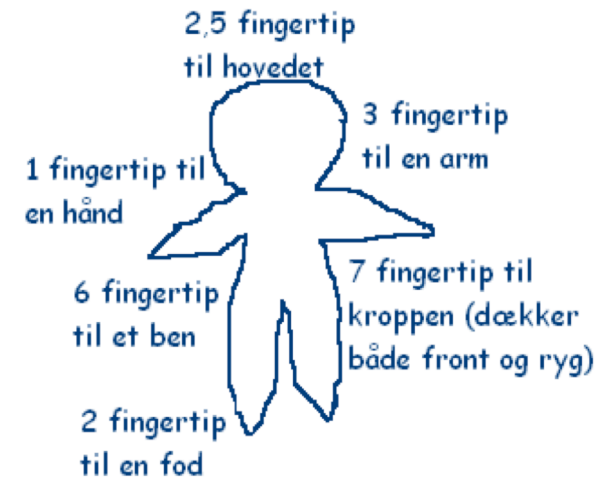 2,5 fingertip
til hovedet
3 fingertip
til en arm
1 fingertip til
en hånd
7 fingertip til
kroppen (dækker
både front og ryg)
6 fingertip
til et ben
2 fingertip
til en fod